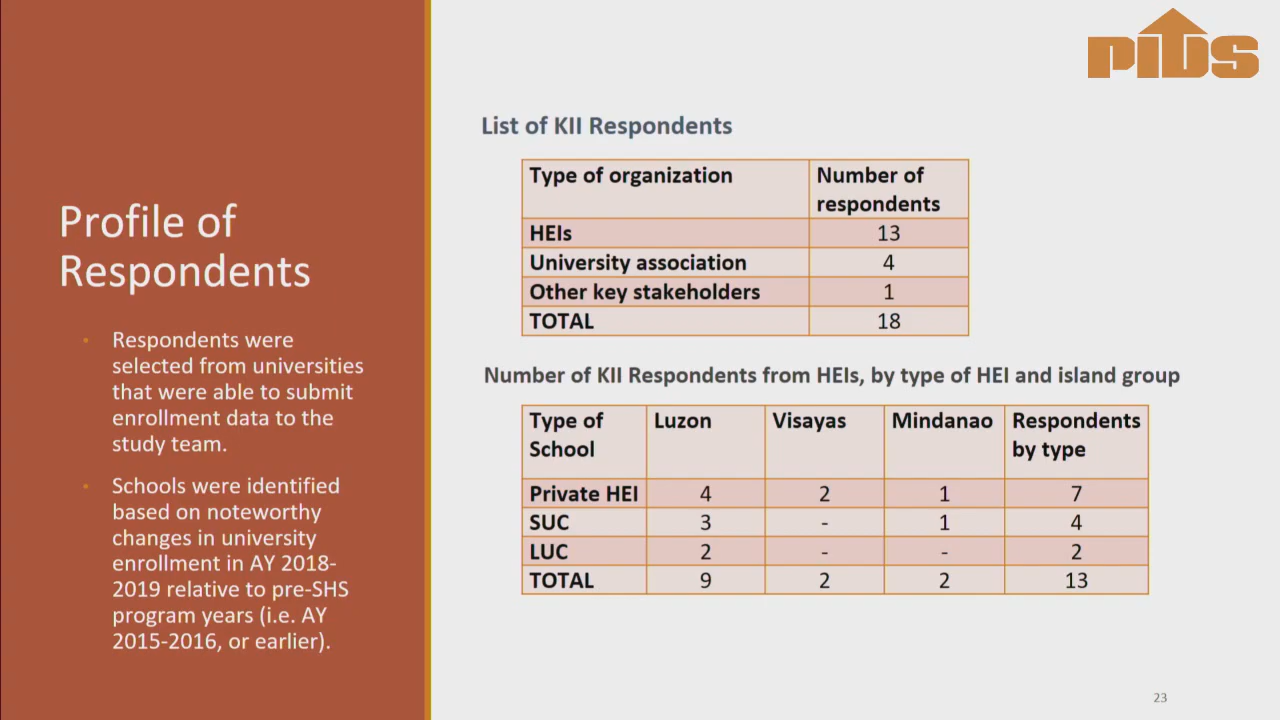 PIDS
Profile of
Respondents
• Respondents were
selected from universities
that were able to submit
enrollment data to the
study team.
• Schools were identified
based on noteworthy
changes in university
enrollment in AY 2018-
2019 relative to pre-SHS
program years (i.e. AY
2015-2016, or earlier).
List of KII Respondents
Type of organization Number of
respondents
HEIs 13
University association 4
Other key stakeholders 1
TOTAL 18
Number of KII Respondents from HEIs, by type of HEI and island group
Type of Luzon Visayas Mindanao Respondents
School by type
Private HEI 4 2 1 7
SUC 3 - 1 4
LUC 2 - - 2
TOTAL 9 2 2 13
23